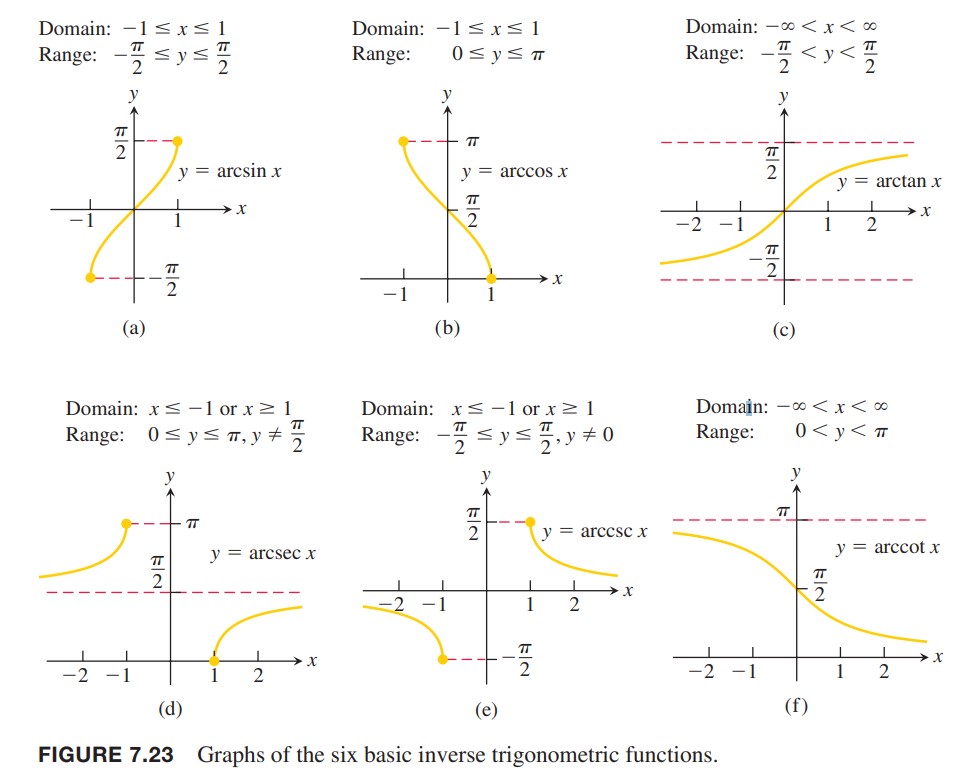 Domain: −1 ≤ x ≤ 1
Range: −π/2 ≤ y ≤ π/2
y
π/2
y = arcsin x
−1
1
x
−π/2
(a)
Domain: −1 ≤ x ≤ 1
Range: 0 ≤ y ≤ π
y
π
y = arccos x
π/2
−1
1
x
(b)
Domain: −∞ < x < ∞
Range: −π/2 < y < π/2
y
π/2
y = arctan x
−2 −1
1 2
x
−π/2
(c)
Domain: x ≤ −1 or x ≥ 1
Range: 0 ≤ y ≤ π, y ≠ π/2
y
π
y = arcsec x
π/2
−2 −1
1 2
x
(d)
Domain: x ≤ −1 or x ≥ 1
Range: −π/2 ≤ y ≤ π/2, y ≠ 0
y
π/2
y = arccsc x
−2 −1
1 2
x
−π/2
(e)
Domain: −∞ < x < ∞
Range: 0 < y < π
y
π
y = arccot x
π/2
−2 −1
1 2
x
(f)
FIGURE 7.23 Graphs of the six basic inverse trigonometric functions.